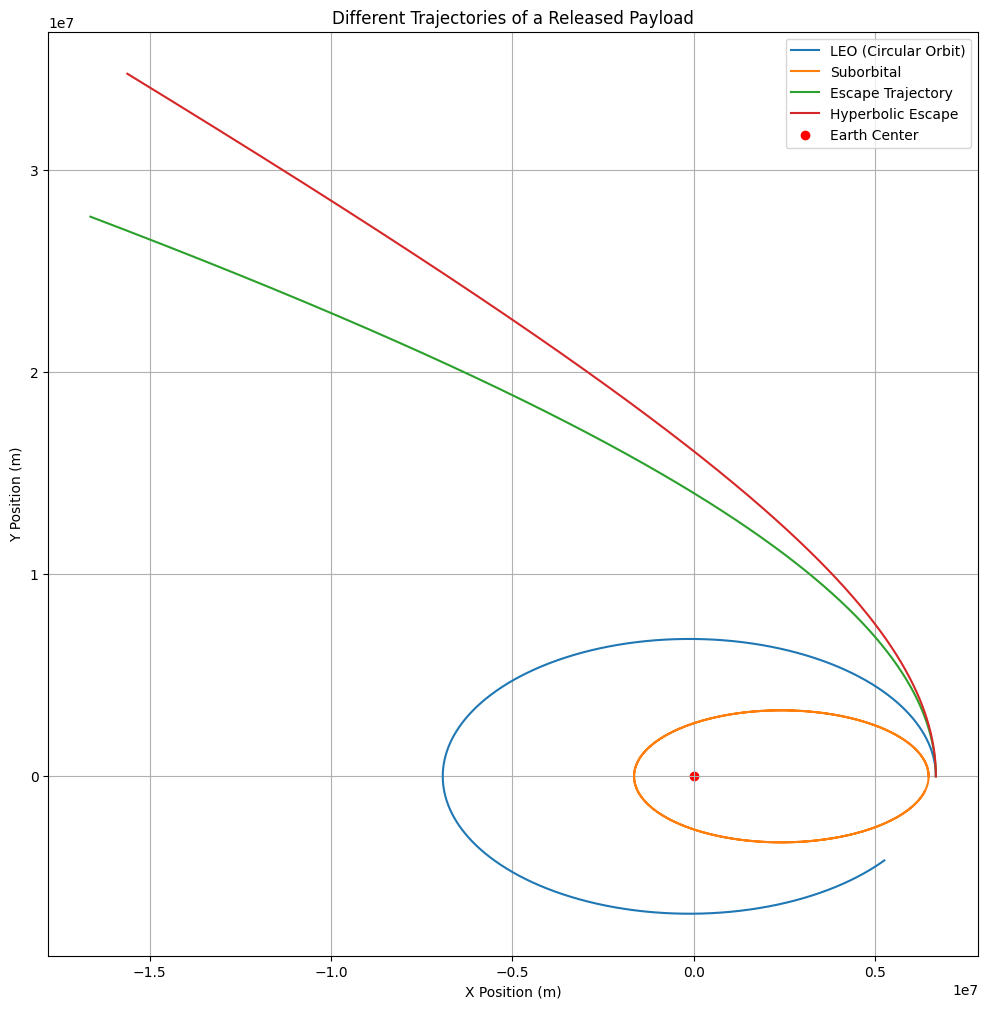 Different Trajectories of a Released Payload
1e7
LEO (Circular Orbit)
Suborbital
Escape Trajectory
Hyperbolic Escape
Earth Center
3
2
1
0
Y Position (m)
−1.5 −1.0 −0.5 0.0 0.5
1e7
X Position (m)